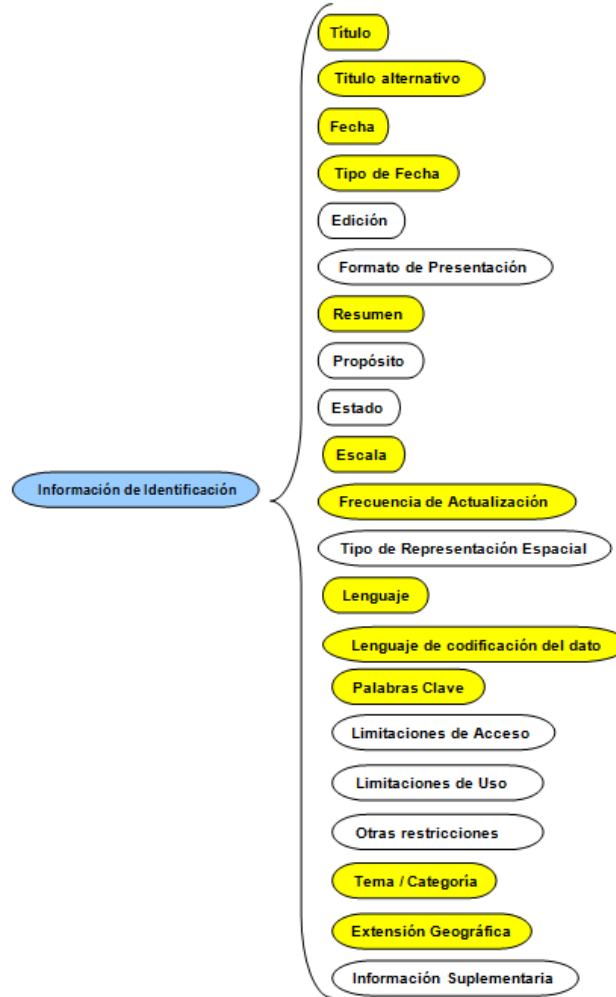 Título
Titulo alternativo
Fecha
Tipo de Fecha
Edición
Formato de Presentación
Resumen
Propósito
Estado
Escala
Información de Identificación
Frecuencia de Actualización
Tipo de Representación Espacial
Lenguaje
Lenguaje de codificación del dato
Palabras Clave
Limitaciones de Acceso
Limitaciones de Uso
Otras restricciones
Tema / Categoría
Extensión Geográfica
Información Suplementaria